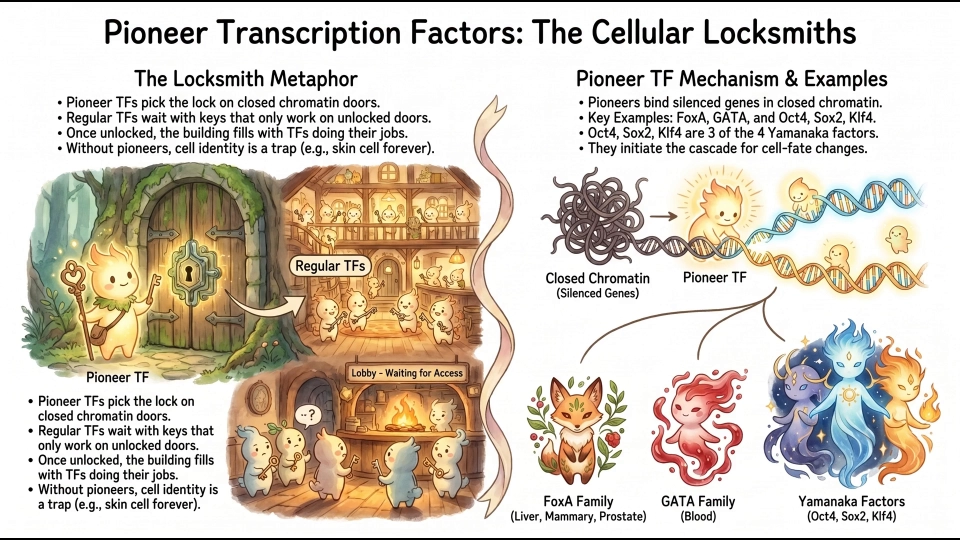 Pioneer Transcription Factors: The Cellular Locksmiths
The Locksmith Metaphor
• Pioneer TFs pick the lock on closed chromatin doors.
• Regular TFs wait with keys that only work on unlocked doors.
• Once unlocked, the building fills with TFs doing their jobs.
• Without pioneers, cell identity is a trap (e.g., skin cell forever).
Regular TFs
Pioneer TF
Lobby - Waiting for Access
...?
• Pioneer TFs pick the lock on
closed chromatin doors.
• Regular TFs wait with keys that
only work on unlocked doors.
• Once unlocked, the building fills
with TFs doing their jobs.
• Without pioneers, cell identity is
a trap (e.g., skin cell forever).
Pioneer TF Mechanism & Examples
• Pioneers bind silenced genes in closed chromatin.
• Key Examples: FoxA, GATA, and Oct4, Sox2, Klf4.
• Oct4, Sox2, Klf4 are 3 of the 4 Yamanaka factors.
• They initiate the cascade for cell-fate changes.
Closed Chromatin
(Silenced Genes)
Pioneer TF
FoxA Family
(Liver, Mammary, Prostate)
GATA Family
(Blood)
Yamanaka Factors
(Oct4, Sox2, Klf4)